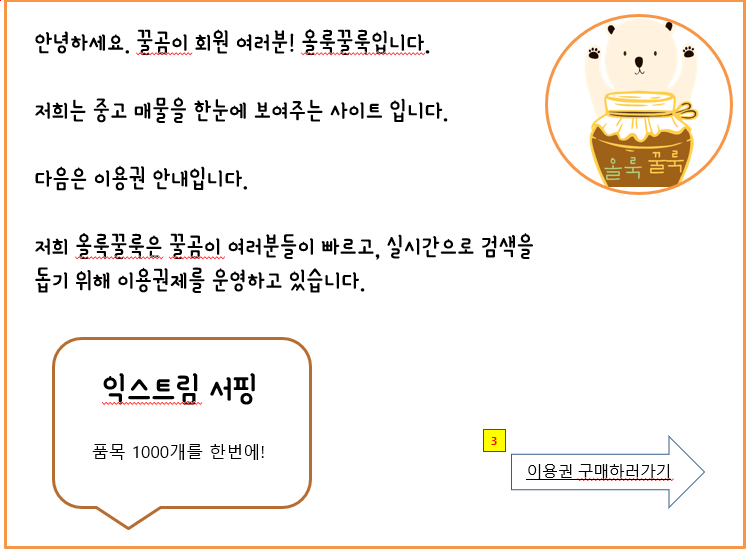 안녕하세요. 꿀곰이 회원 여러분! 올룩꿀룩입니다.
올룩 꿀룩
저희는 중고 매물을 한눈에 보여주는 사이트 입니다.
다음은 이용권 안내입니다.
저희 올룩꿀룩은 꿀곰이 여러분들이 빠르고, 실시간으로 검색을
돕기 위해 이용권제를 운영하고 있습니다.
익스트림 서핑
품목 1000개를 한번에!
3
이용권 구매하러가기